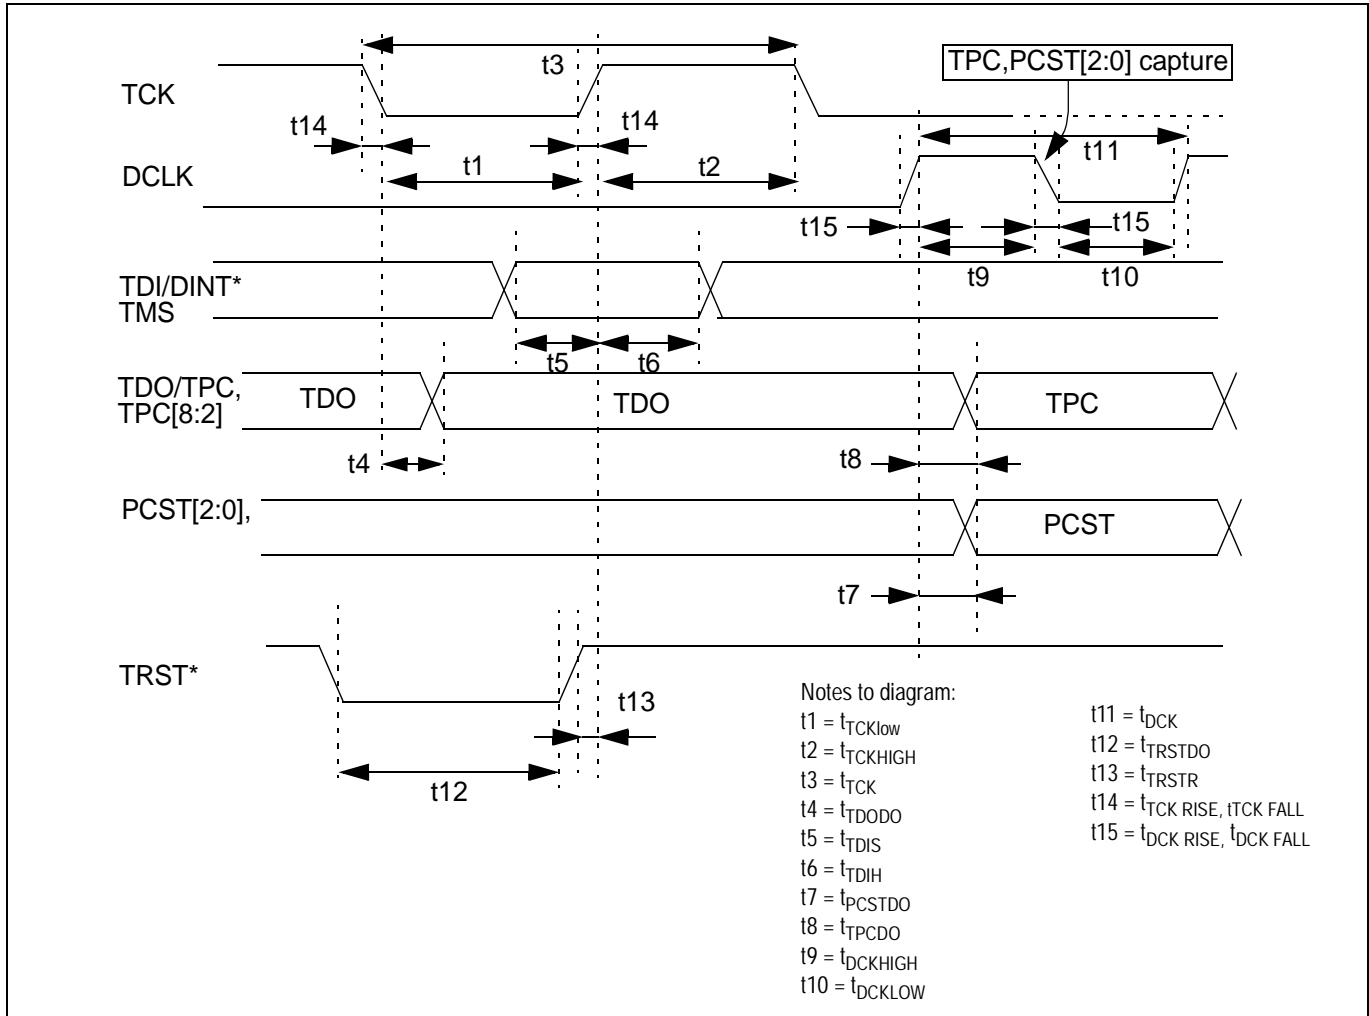 t3
TPC,PCST[2:0] capture
TCK
t14
t14
t11
DCLK
t1
t2
t15
t15
t9
t10
TDI/DINT*
TMS
t5
t6
TDO/TPC,
TPC[8:2]
TDO
TDO
TPC
t4
t8
PCST[2:0],
PCST
t7
TRST*
t13
t12
Notes to diagram:
t1 = tTCKlow
t2 = tTCKHIGH
t3 = tTCK
t4 = tTDODO
t5 = tTDIS
t6 = tTDIH
t7 = tPCSTDO
t8 = tTPCDO
t9 = tDCKHIGH
t10 = tDCKLOW
t11 = tDCK
t12 = tTRSTDO
t13 = tTRSTR
t14 = tTCK RISE, tTCK FALL
t15 = tDCK RISE, tDCK FALL